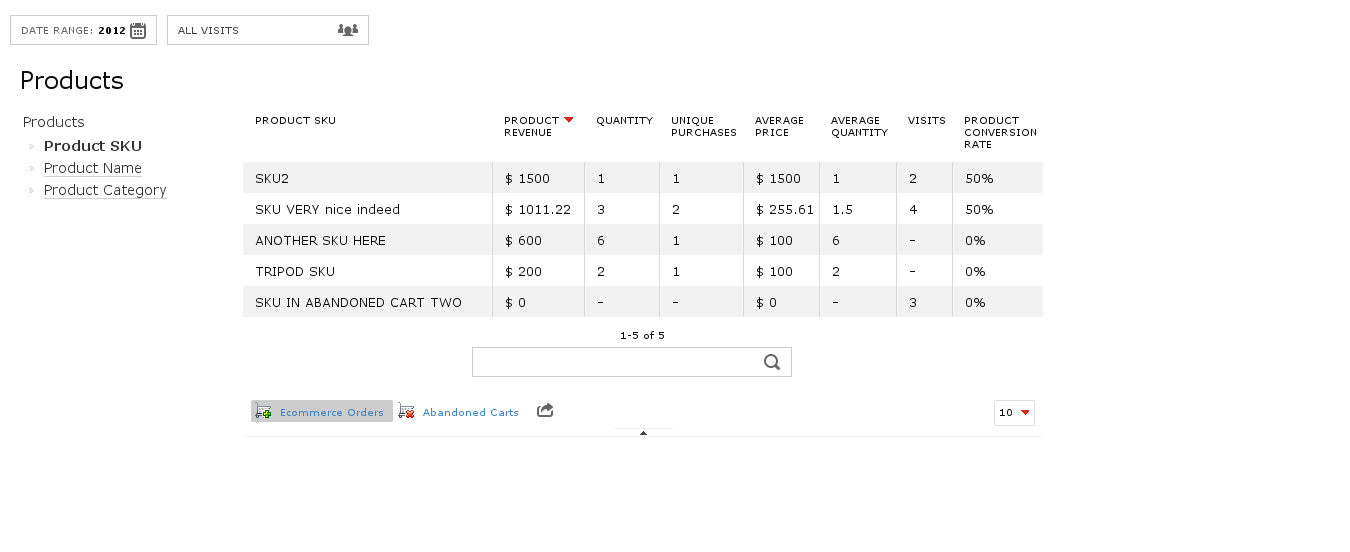 DATE RANGE: 2012
ALL VISITS
Products
Products
Product SKU
Product Name
Product Category
PRODUCT SKU
PRODUCT REVENUE
QUANTITY
UNIQUE PURCHASES
AVERAGE PRICE
AVERAGE QUANTITY
VISITS
PRODUCT CONVERSION RATE
SKU2 $ 1500 1 1 $ 1500 1 2 50%
SKU VERY nice indeed $ 1011.22 3 2 $ 255.61 1.5 4 50%
ANOTHER SKU HERE $ 600 6 1 $ 100 6 - 0%
TRIPOD SKU $ 200 2 1 $ 100 2 - 0%
SKU IN ABANDONED CART TWO $ 0 - - $ 0 - 3 0%
1-5 of 5
Ecommerce Orders
Abandoned Carts
10